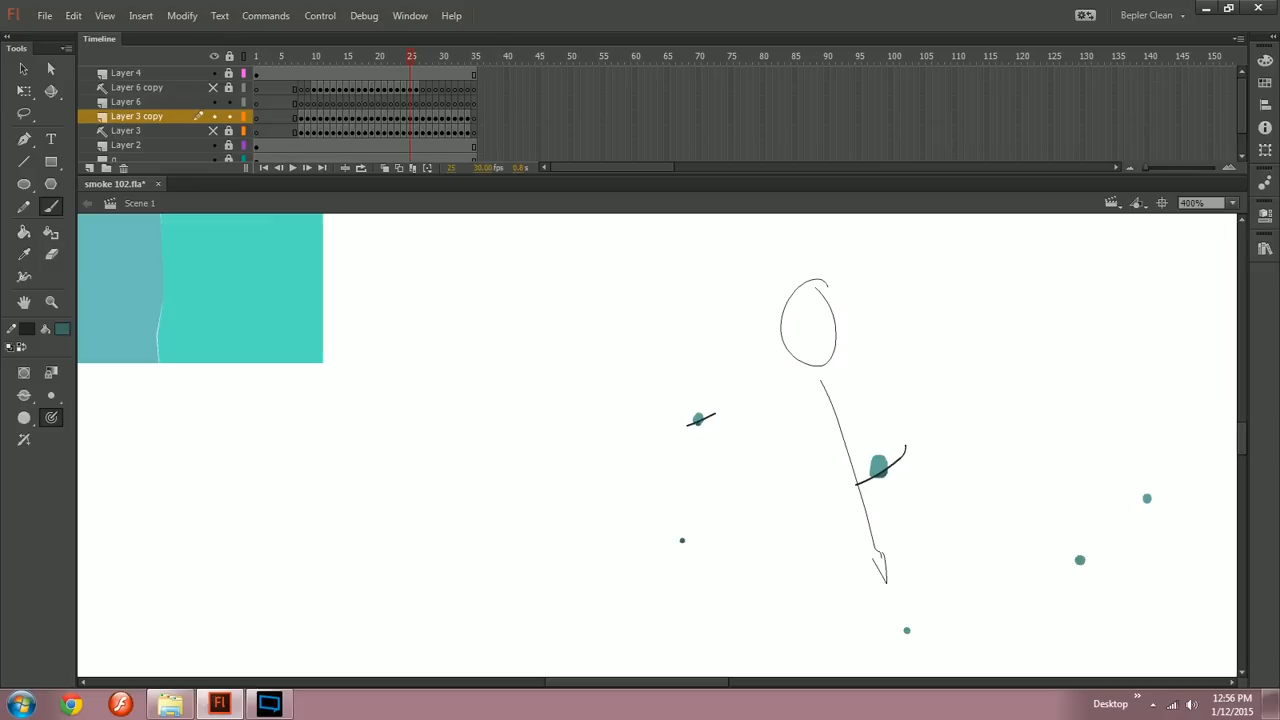 Fl File Edit View Insert Modify Text Commands Control Debug Window Help Bepler Clean
Tools Timeline
1 5 10 15 20 25 30 35 40 45 50 55 60 65 70 75 80 85 90 95 100 105 110 115 120 125 130 135 140 145 150
Layer 4
Layer 6 copy
Layer 6
Layer 3 copy
Layer 3
Layer 2
25 30.00 fps 0.8 s
smoke 102.fla* ×
Scene 1 400%
Fl
Desktop
12:56 PM
1/12/2015